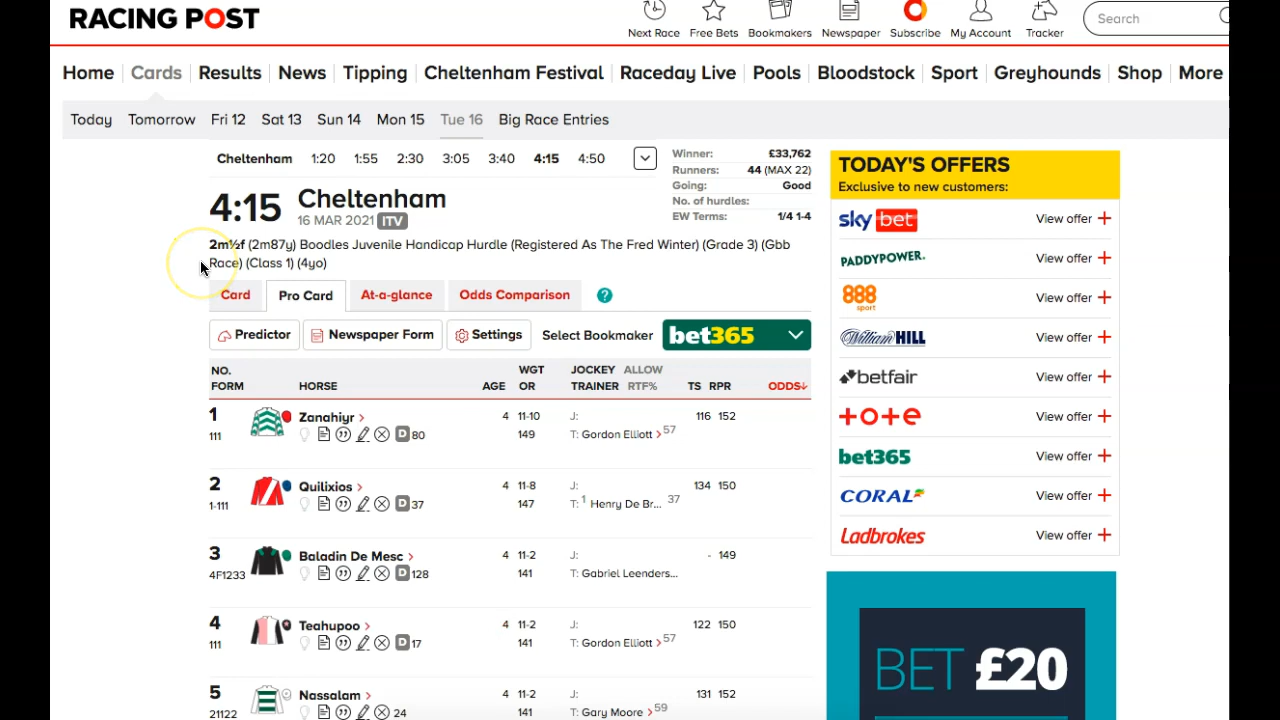 RACING POST
Next Race Free Bets Bookmakers Newspaper Subscribe My Account Tracker
Search
Home Cards Results News Tipping Cheltenham Festival Raceday Live Pools Bloodstock Sport Greyhounds Shop More
Today Tomorrow Fri 12 Sat 13 Sun 14 Mon 15 Tue 16 Big Race Entries
Cheltenham 1:20 1:55 2:30 3:05 3:40 4:15 4:50
4:15 Cheltenham
16 MAR 2021 ITV
Winner: £33,762
Runners: 44 (MAX 22)
Going: Good
No. of hurdles:
EW Terms: 1/4 1-4
2m½f (2m87y) Boodles Juvenile Handicap Hurdle (Registered As The Fred Winter) (Grade 3) (Gbb
Race) (Class 1) (4yo)
Card Pro Card At-a-glance Odds Comparison ?
Predictor Newspaper Form Settings Select Bookmaker bet365
NO. WGT JOCKEY ALLOW
FORM HORSE AGE OR TRAINER RTF% TS RPR ODDS
1 Zanahiyr 4 11-10 J: 116 152
111 D 80 149 T: Gordon Elliott 57
2 Quilixios 4 11-8 J: 134 150
1-111 D 37 147 T: 1 Henry De Br... 37
3 Baladin De Mesc 4 11-2 J: - 149
4F1233 D 128 141 T: Gabriel Leenders...
4 Teahupoo 4 11-2 J: 122 150
111 D 17 141 T: Gordon Elliott 57
5 Nassalam 4 11-2 J: 131 152
21122 24 141 T: Gary Moore 59
TODAY'S OFFERS
Exclusive to new customers:
sky bet View offer +
PADDYPOWER. View offer +
888 sport View offer +
William HILL View offer +
betfair View offer +
tote View offer +
bet365 View offer +
CORAL View offer +
Ladbrokes View offer +
BET £20